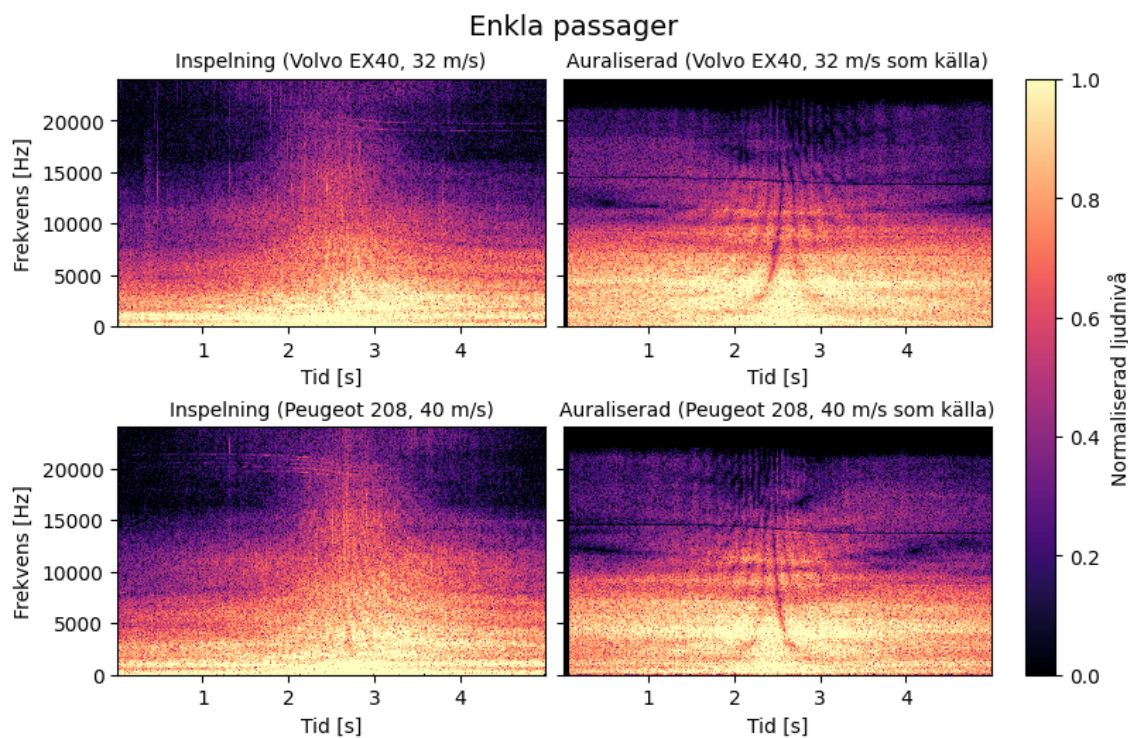 Enkla passager
Inspelning (Volvo EX40, 32 m/s)
Auraliserad (Volvo EX40, 32 m/s som källa)
Frekvens [Hz]
20000
15000
10000
5000
0
1 2 3 4
Tid [s]
1 2 3 4
Tid [s]
Inspelning (Peugeot 208, 40 m/s)
Auraliserad (Peugeot 208, 40 m/s som källa)
Frekvens [Hz]
20000
15000
10000
5000
0
1 2 3 4
Tid [s]
1 2 3 4
Tid [s]
1.0
0.8
0.6
0.4
0.2
0.0
Normaliserad ljudnivå